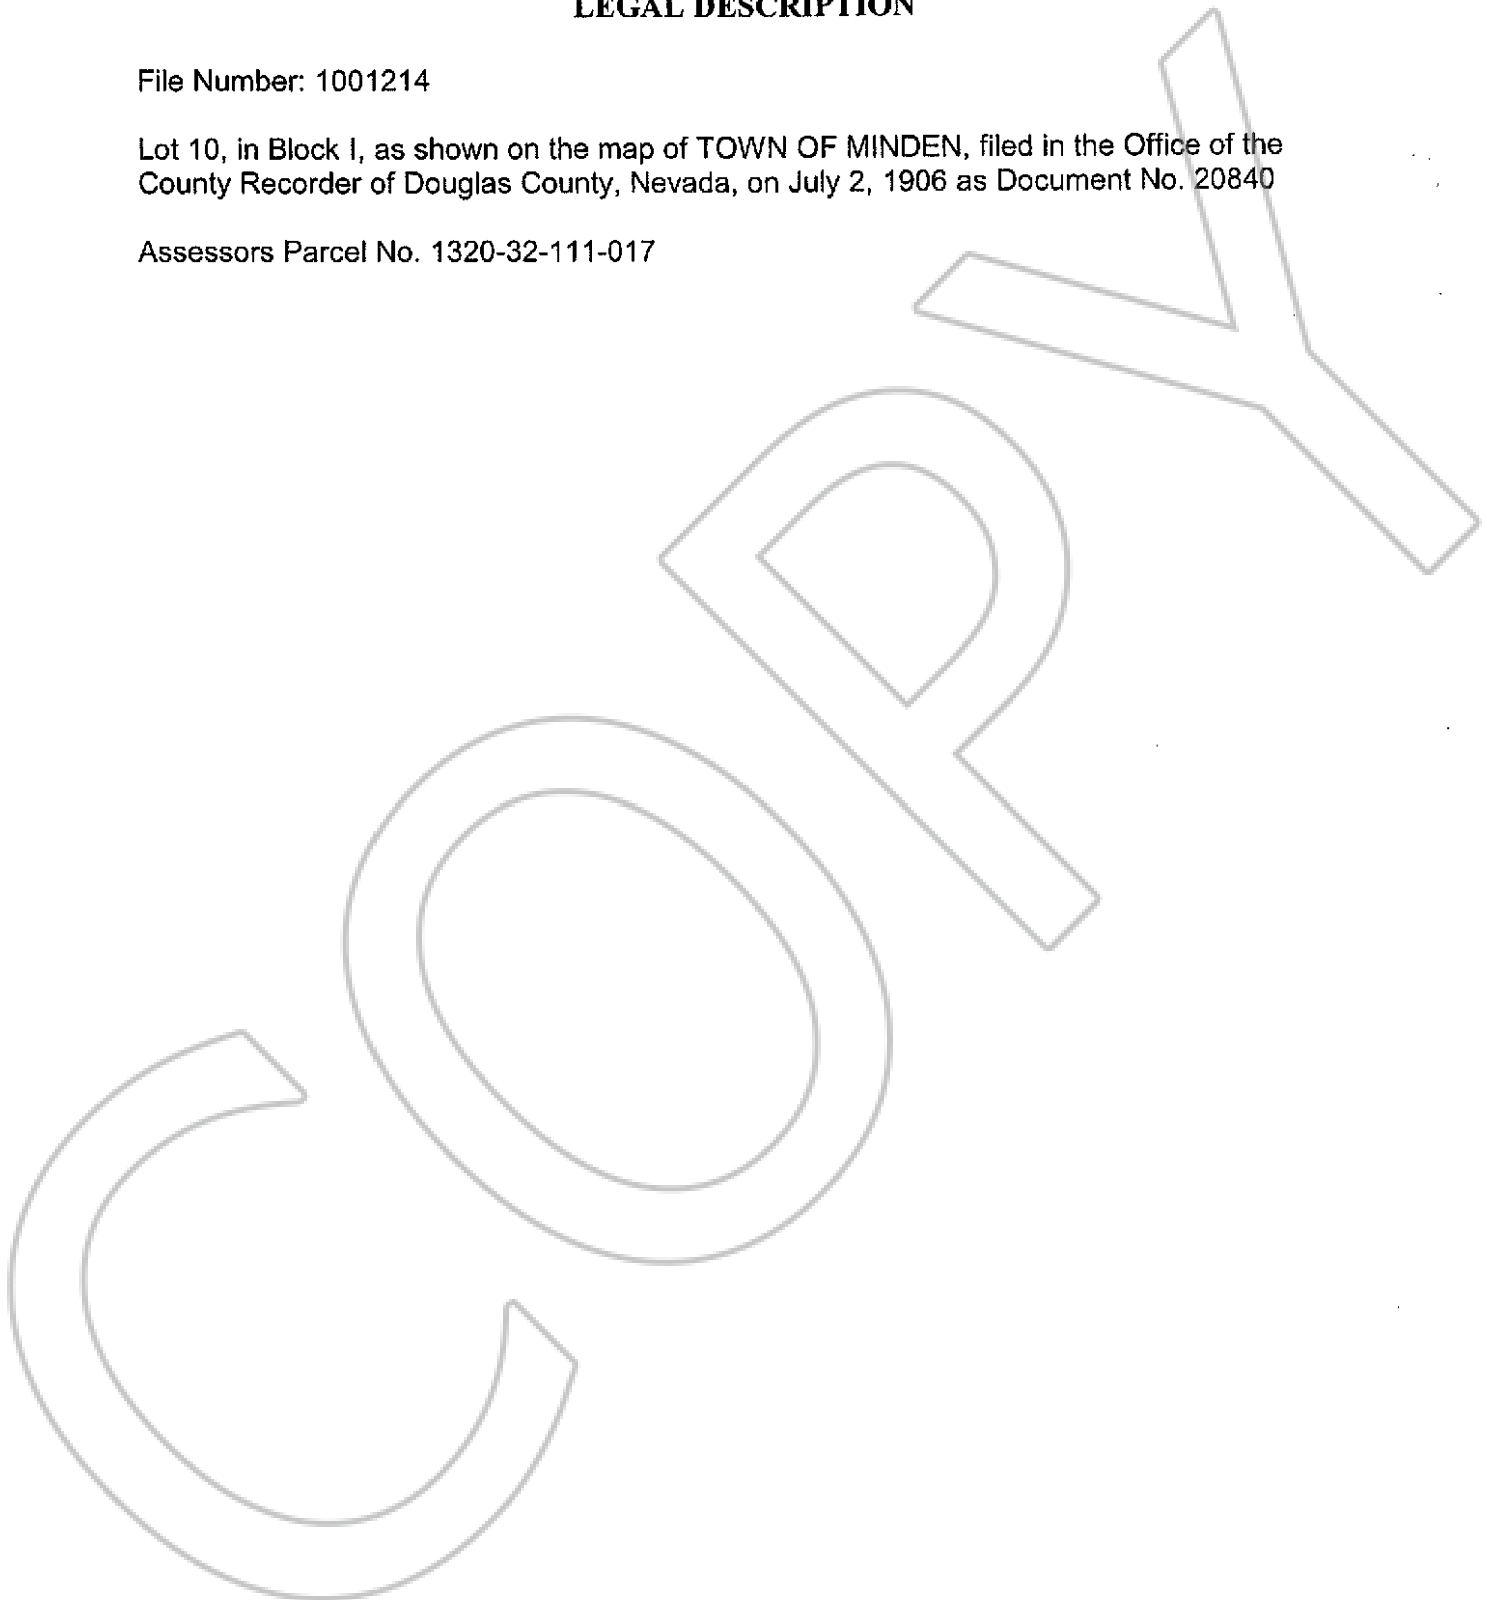 LEGAL DESCRIPTION
File Number: 1001214
Lot 10, in Block I, as shown on the map of TOWN OF MINDEN, filed in the Office of the
County Recorder of Douglas County, Nevada, on July 2, 1906 as Document No. 20840
Assessors Parcel No. 1320-32-111-017
COPY